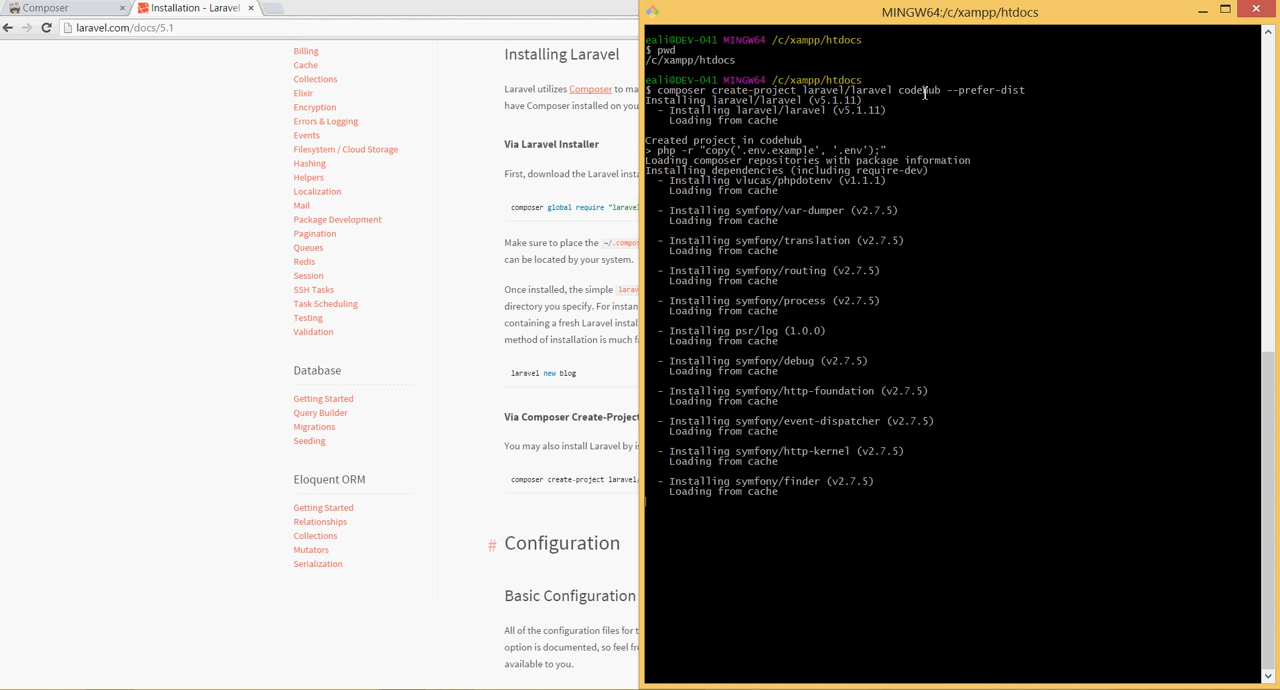 Composer
Installation - Laravel
laravel.com/docs/5.1
Billing
Cache
Collections
Elixir
Encryption
Errors & Logging
Events
Filesystem / Cloud Storage
Hashing
Helpers
Localization
Mail
Package Development
Pagination
Queues
Redis
Session
SSH Tasks
Task Scheduling
Testing
Validation
Database
Getting Started
Query Builder
Migrations
Seeding
Eloquent ORM
Getting Started
Relationships
Collections
Mutators
Serialization
Installing Laravel
Laravel utilizes Composer to ma
have Composer installed on you
Via Laravel Installer
First, download the Laravel insta
composer global require "laravel
Make sure to place the ~/.compos
can be located by your system.
Once installed, the simple larav
directory you specify. For instan
containing a fresh Laravel install
method of installation is much fa
laravel new blog
Via Composer Create-Project
You may also install Laravel by is
composer create-project laravel/
# Configuration
Basic Configuration
All of the configuration files for t
option is documented, so feel fre
available to you.
MINGW64:/c/xampp/htdocs
eali@DEV-041 MINGW64 /c/xampp/htdocs
$ pwd
/c/xampp/htdocs
eali@DEV-041 MINGW64 /c/xampp/htdocs
$ composer create-project laravel/laravel codehub --prefer-dist
Installing laravel/laravel (v5.1.11)
- Installing laravel/laravel (v5.1.11)
Loading from cache
Created project in codehub
> php -r "copy('.env.example', '.env');"
Loading composer repositories with package information
Installing dependencies (including require-dev)
- Installing vlucas/phpdotenv (v1.1.1)
Loading from cache
- Installing symfony/var-dumper (v2.7.5)
Loading from cache
- Installing symfony/translation (v2.7.5)
Loading from cache
- Installing symfony/routing (v2.7.5)
Loading from cache
- Installing symfony/process (v2.7.5)
Loading from cache
- Installing psr/log (1.0.0)
Loading from cache
- Installing symfony/debug (v2.7.5)
Loading from cache
- Installing symfony/http-foundation (v2.7.5)
Loading from cache
- Installing symfony/event-dispatcher (v2.7.5)
Loading from cache
- Installing symfony/http-kernel (v2.7.5)
Loading from cache
- Installing symfony/finder (v2.7.5)
Loading from cache